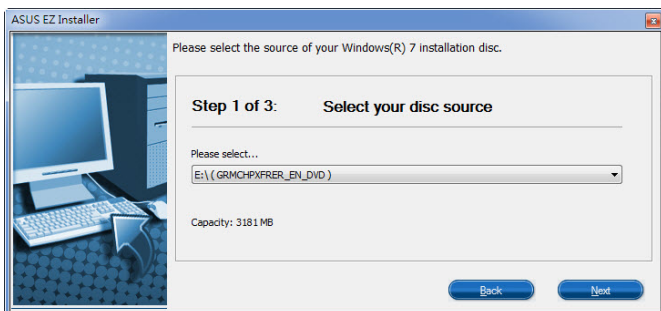 ASUS EZ Installer
Please select the source of your Windows(R) 7 installation disc.
Step 1 of 3: Select your disc source
Please select...
E:\ ( GRMCHPXFRER_EN_DVD )
Capacity: 3181 MB
Back Next